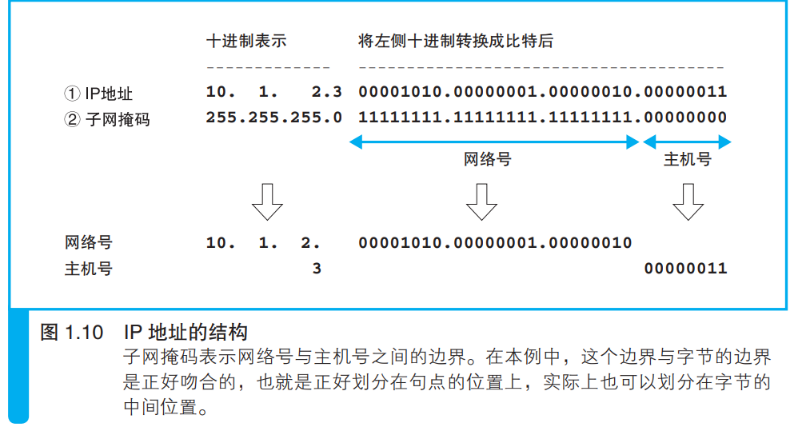 十进制表示 将左侧十进制转换成比特后
------------- ---------------------------------------
① IP地址 10. 1. 2.3 00001010.00000001.00000010.00000011
② 子网掩码 255.255.255.0 11111111.11111111.11111111.00000000
网络号 主机号
网络号 10. 1. 2. 00001010.00000001.00000010
主机号 3 00000011
图 1.10 IP 地址的结构
子网掩码表示网络号与主机号之间的边界。在本例中，这个边界与字节的边界
是正好吻合的，也就是正好划分在句点的位置上，实际上也可以划分在字节的
中间位置。